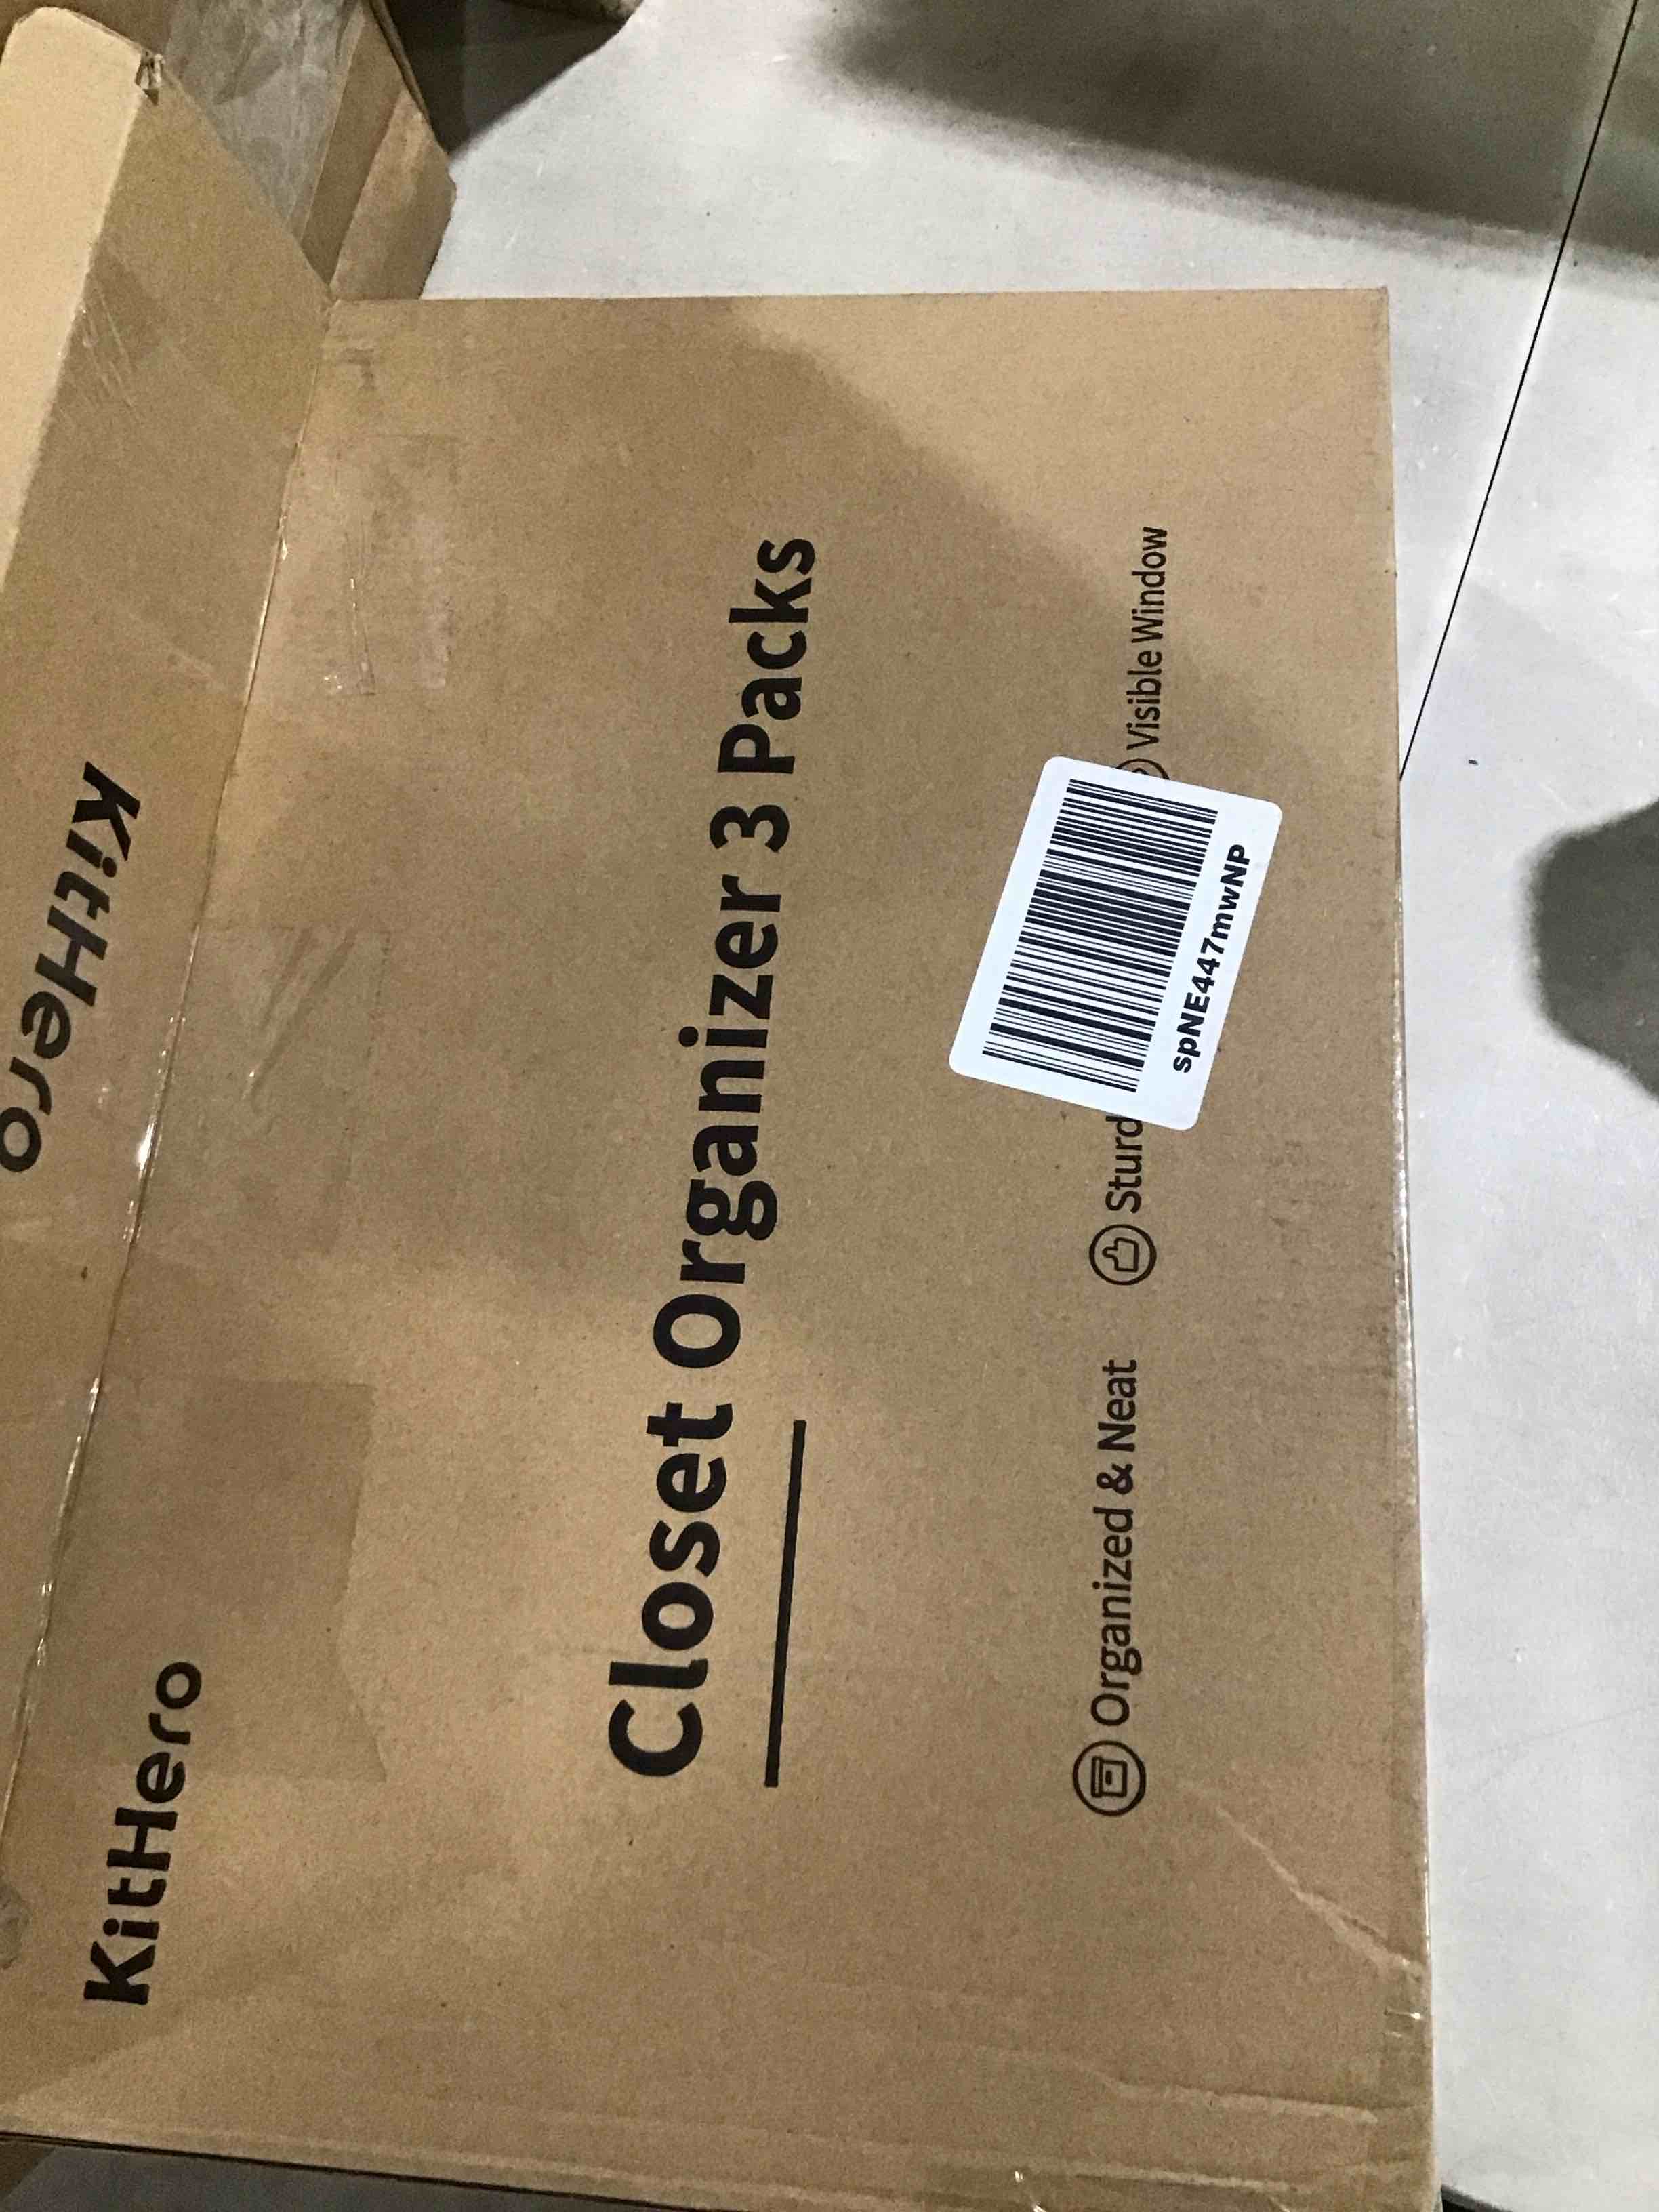 KitHero
KitHero
Closet Organizer 3 Packs
Organized & Neat
Sturd
Visible Window
spNE447mwNP